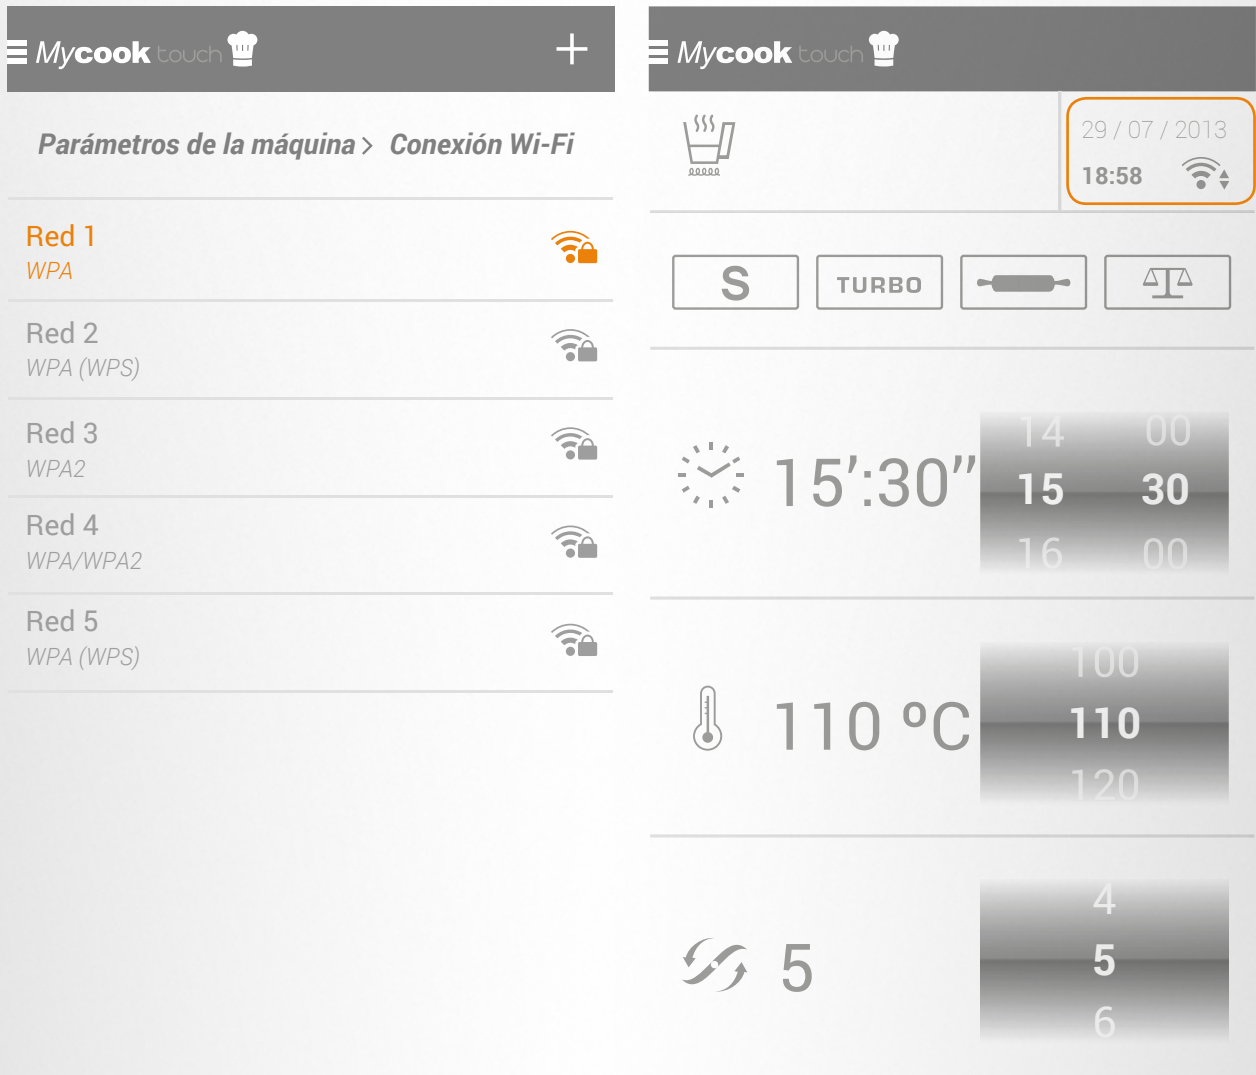 Mycook touch
Parámetros de la máquina > Conexión Wi-Fi
Red 1
WPA
Red 2
WPA (WPS)
Red 3
WPA2
Red 4
WPA/WPA2
Red 5
WPA (WPS)
Mycook touch
29 / 07 / 2013
18:58
S TURBO
15’:30’’
14 00
15 30
16 00
110 ºC
100
110
120
5
4
5
6